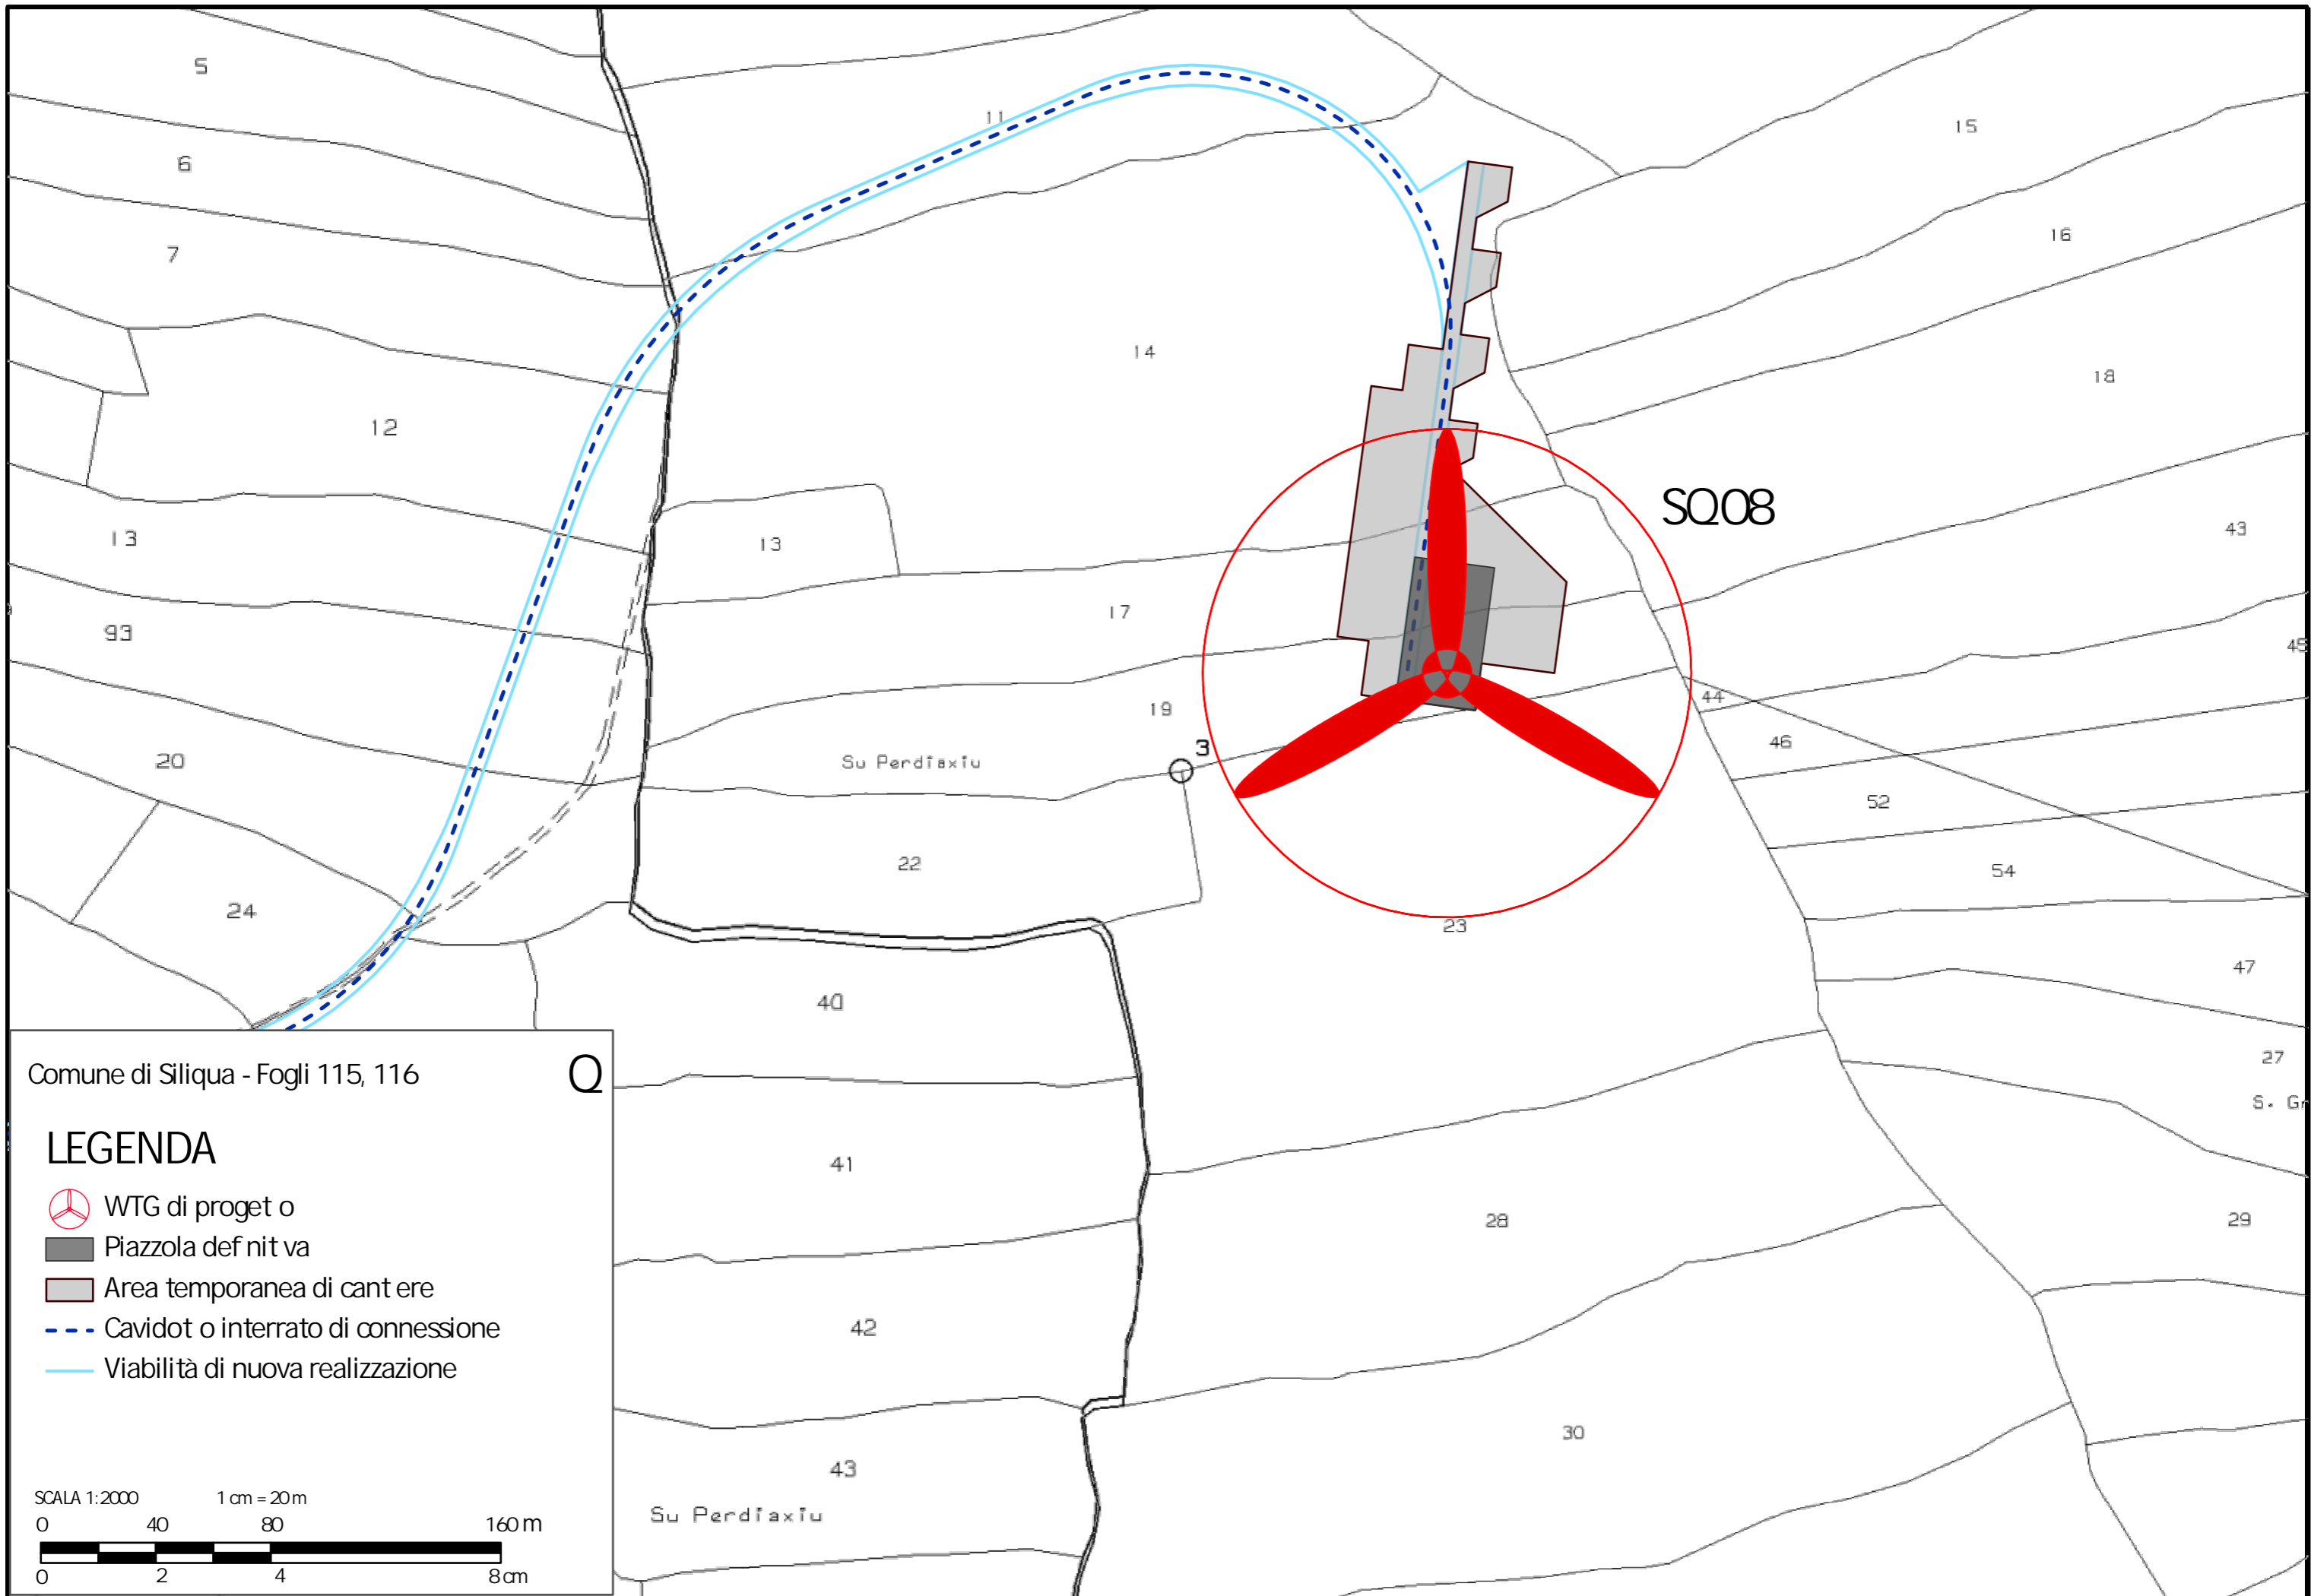 5
11
15
6
16
7
14
18
12
SQ08
13
13
43
17
93
45
44
19
3
46
20
Su Perdiaxiu
52
22
54
24
23
47
40
27
S. Gr
Comune di Siliqua - Fogli 115, 116
Q
LEGENDA
WTG di proget o
Piazzola def nit va
Area temporanea di cant ere
Cavidot o interrato di connessione
Viabilità di nuova realizzazione
41
28
29
42
30
43
Su Perdiaxiu
SCALA 1:2000 1 cm = 20 m
0 40 80 160 m
0 2 4 8 cm